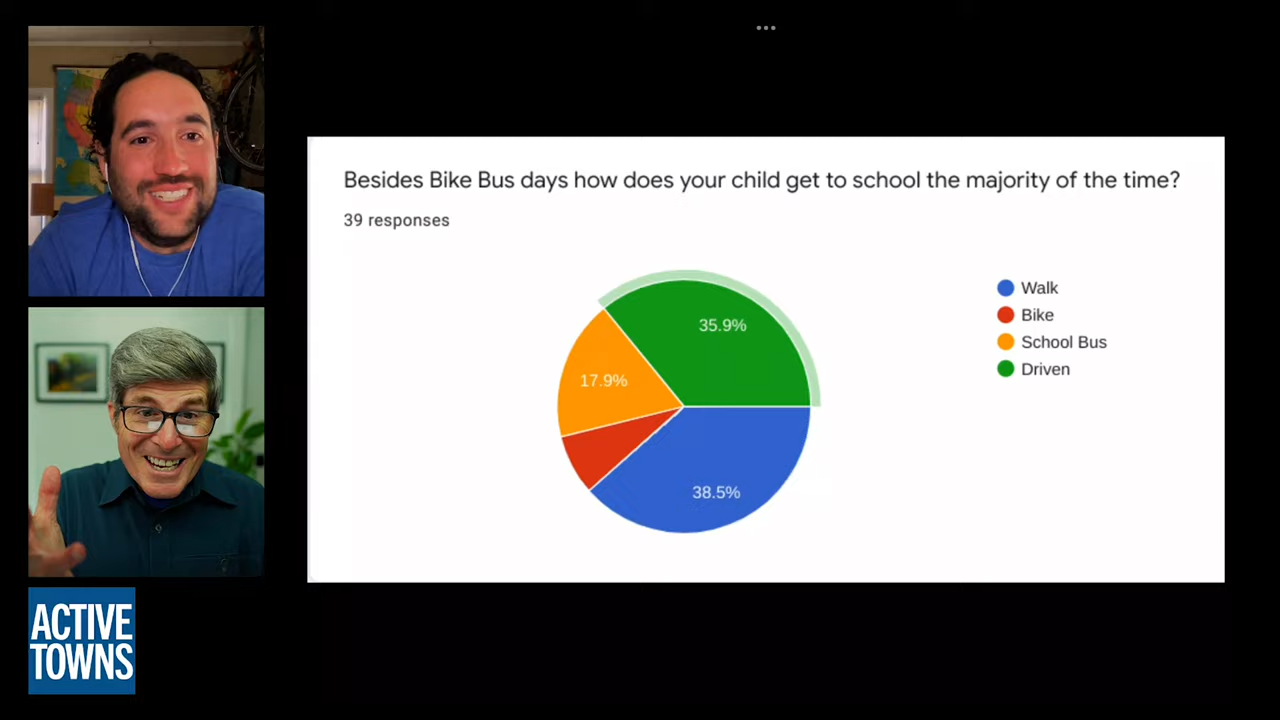 Besides Bike Bus days how does your child get to school the majority of the time?
39 responses
35.9%
17.9%
38.5%
Walk
Bike
School Bus
Driven
ACTIVE
TOWNS